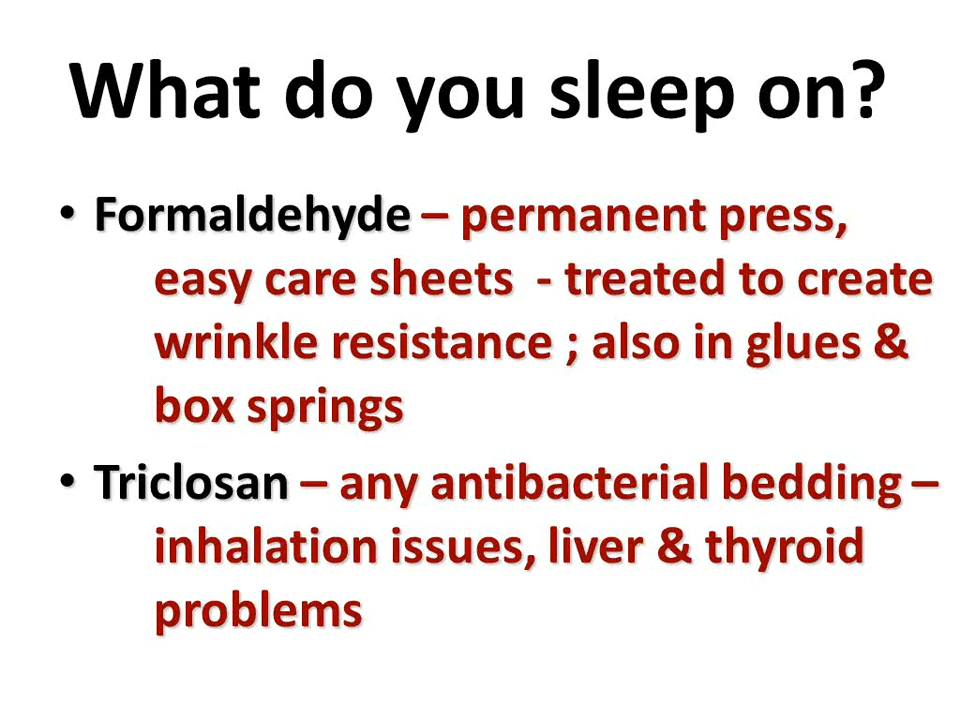 What do you sleep on?
• Formaldehyde – permanent press,
easy care sheets - treated to create
wrinkle resistance ; also in glues &
box springs
• Triclosan – any antibacterial bedding –
inhalation issues, liver & thyroid
problems